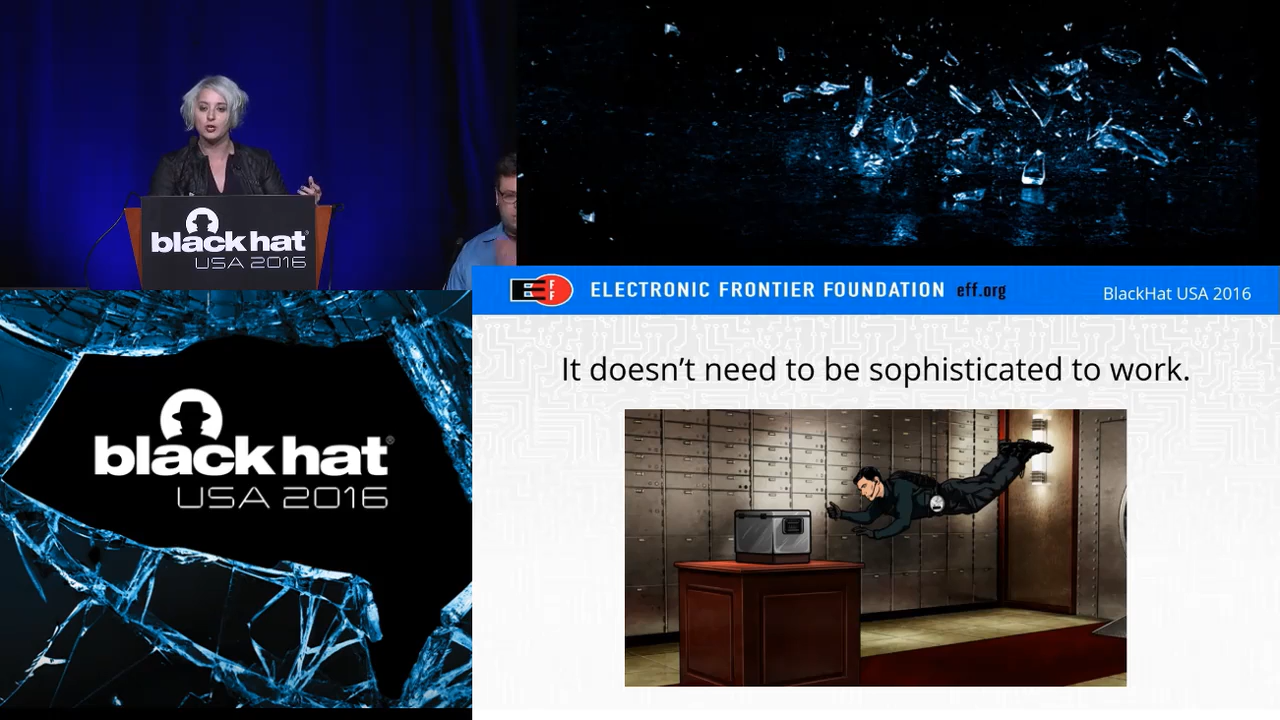 black hat
USA 2016
EFF
ELECTRONIC FRONTIER FOUNDATION eff.org
BlackHat USA 2016
It doesn’t need to be sophisticated to work.
black hat®
USA 2016